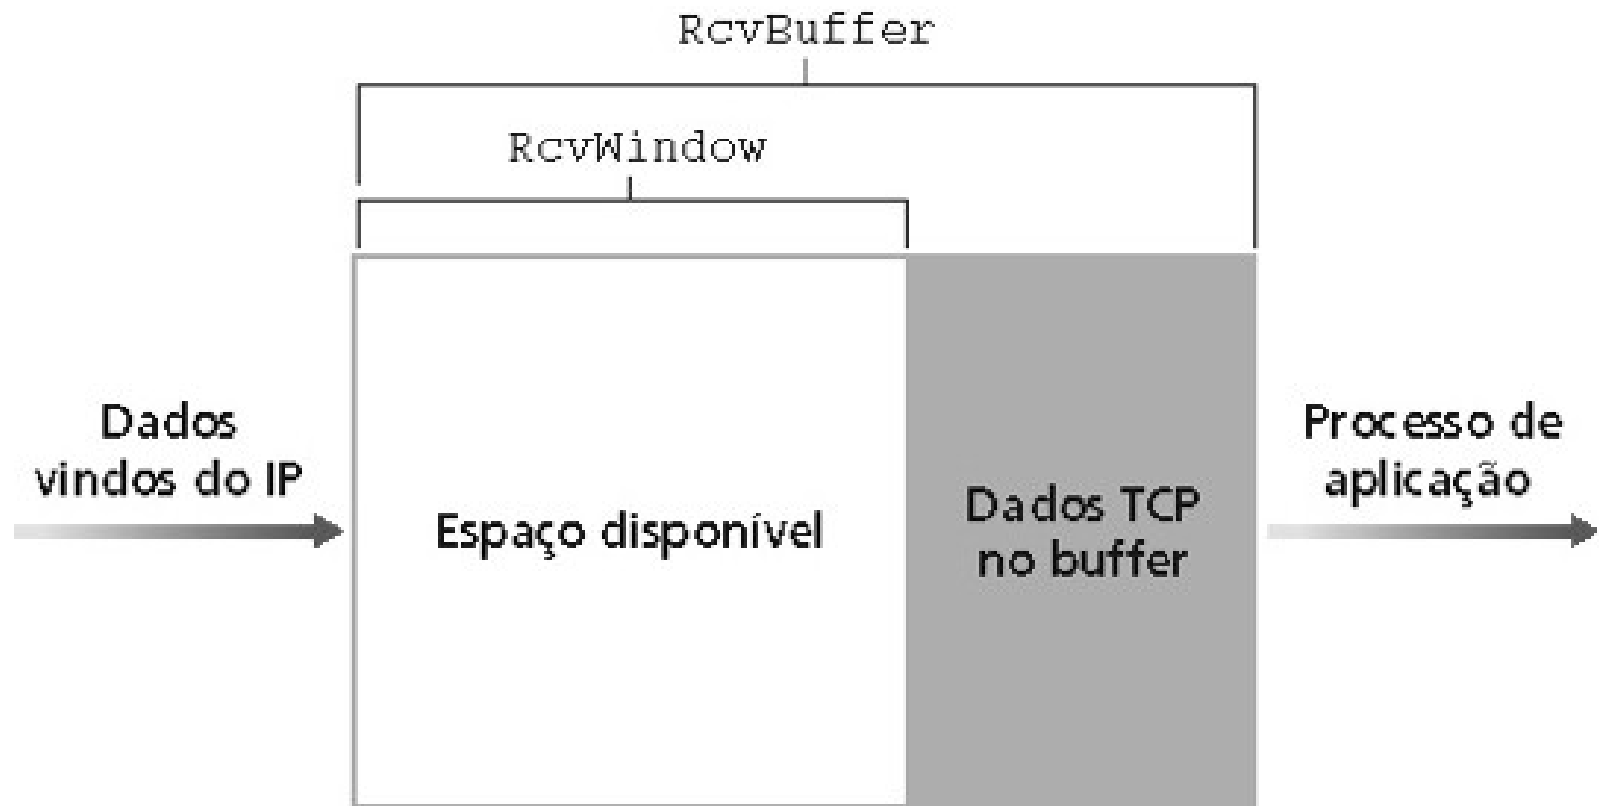 RcvBuffer
RcvWindow
Dados
vindos do IP
Espaço disponível
Dados TCP
no buffer
Processo de
aplicação